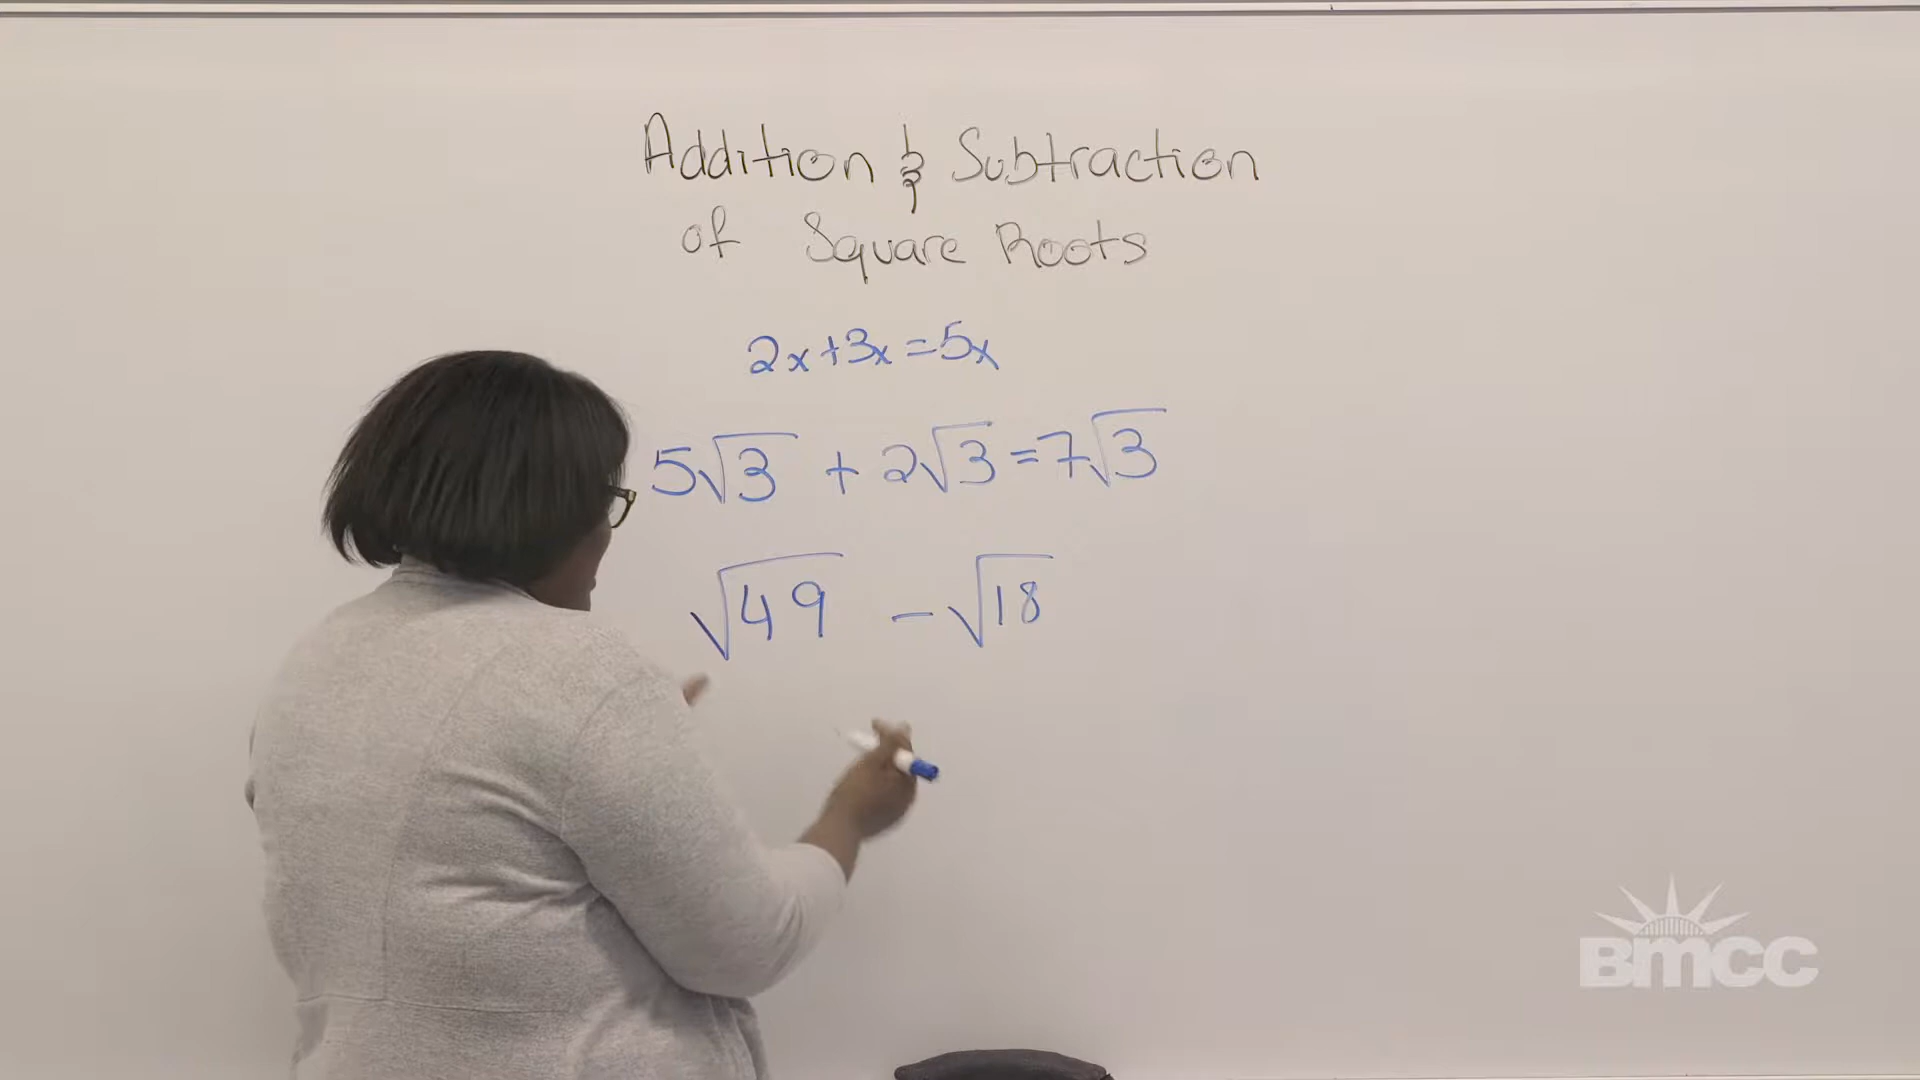 Addition & Subtraction
of Square Roots
2x+3x=5x
5√3 + 2√3=7√3
√49 - √18
BMCC